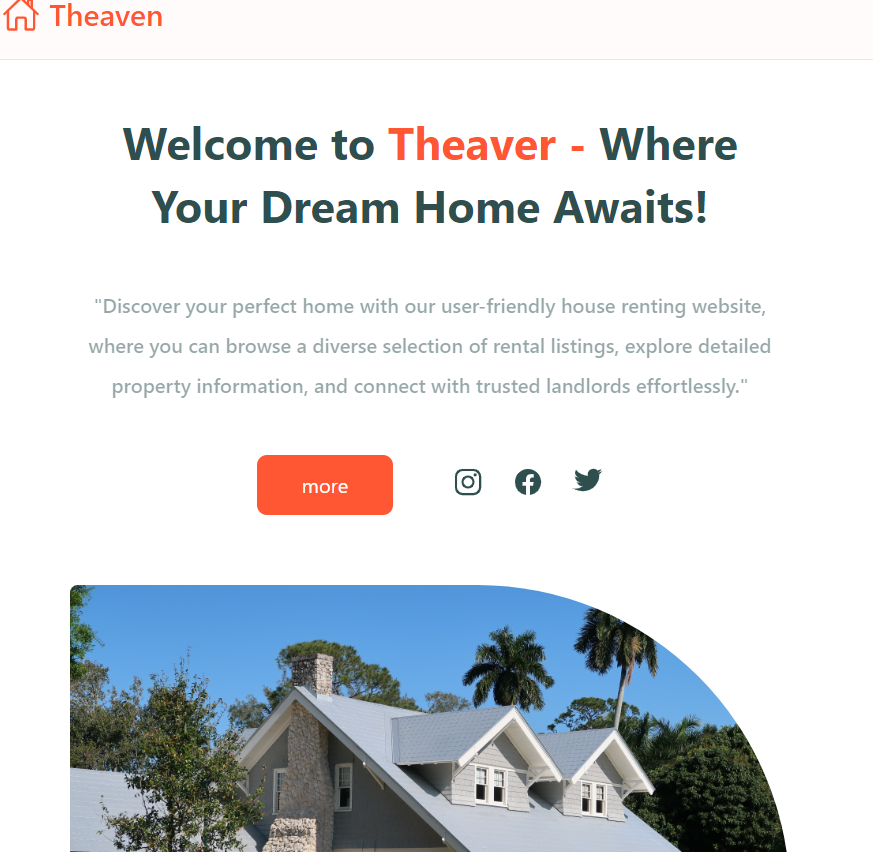 Theaven
Welcome to Theaver - Where
Your Dream Home Awaits!
"Discover your perfect home with our user-friendly house renting website,
where you can browse a diverse selection of rental listings, explore detailed
property information, and connect with trusted landlords effortlessly."
more